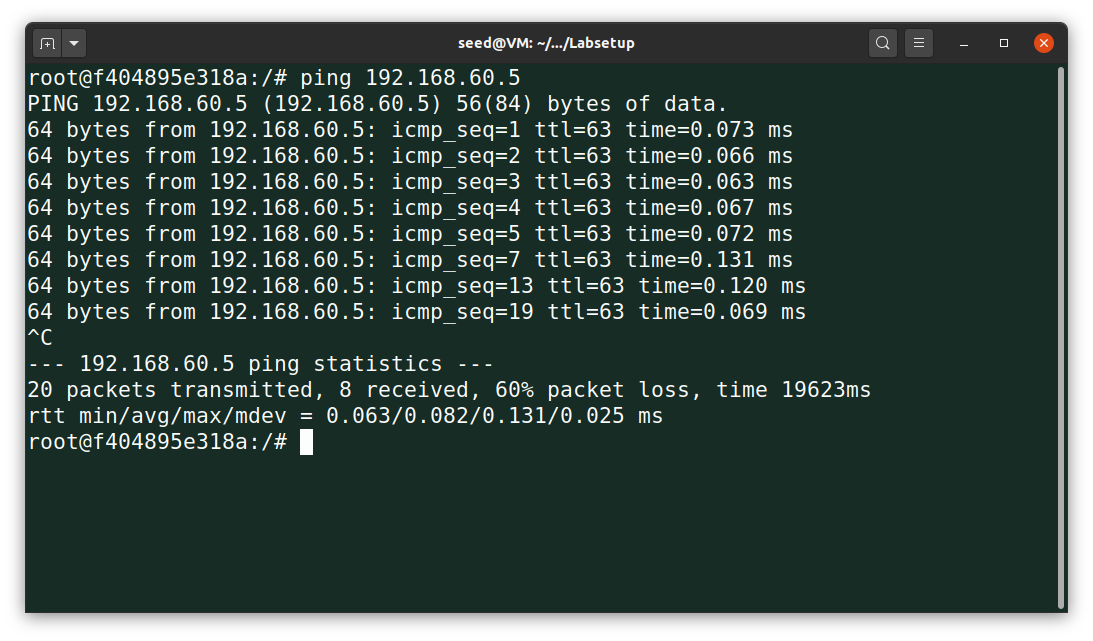 seed@VM: ~/.../Labsetup
root@f404895e318a:/# ping 192.168.60.5
PING 192.168.60.5 (192.168.60.5) 56(84) bytes of data.
64 bytes from 192.168.60.5: icmp_seq=1 ttl=63 time=0.073 ms
64 bytes from 192.168.60.5: icmp_seq=2 ttl=63 time=0.066 ms
64 bytes from 192.168.60.5: icmp_seq=3 ttl=63 time=0.063 ms
64 bytes from 192.168.60.5: icmp_seq=4 ttl=63 time=0.067 ms
64 bytes from 192.168.60.5: icmp_seq=5 ttl=63 time=0.072 ms
64 bytes from 192.168.60.5: icmp_seq=7 ttl=63 time=0.131 ms
64 bytes from 192.168.60.5: icmp_seq=13 ttl=63 time=0.120 ms
64 bytes from 192.168.60.5: icmp_seq=19 ttl=63 time=0.069 ms
^C
--- 192.168.60.5 ping statistics ---
20 packets transmitted, 8 received, 60% packet loss, time 19623ms
rtt min/avg/max/mdev = 0.063/0.082/0.131/0.025 ms
root@f404895e318a:/#